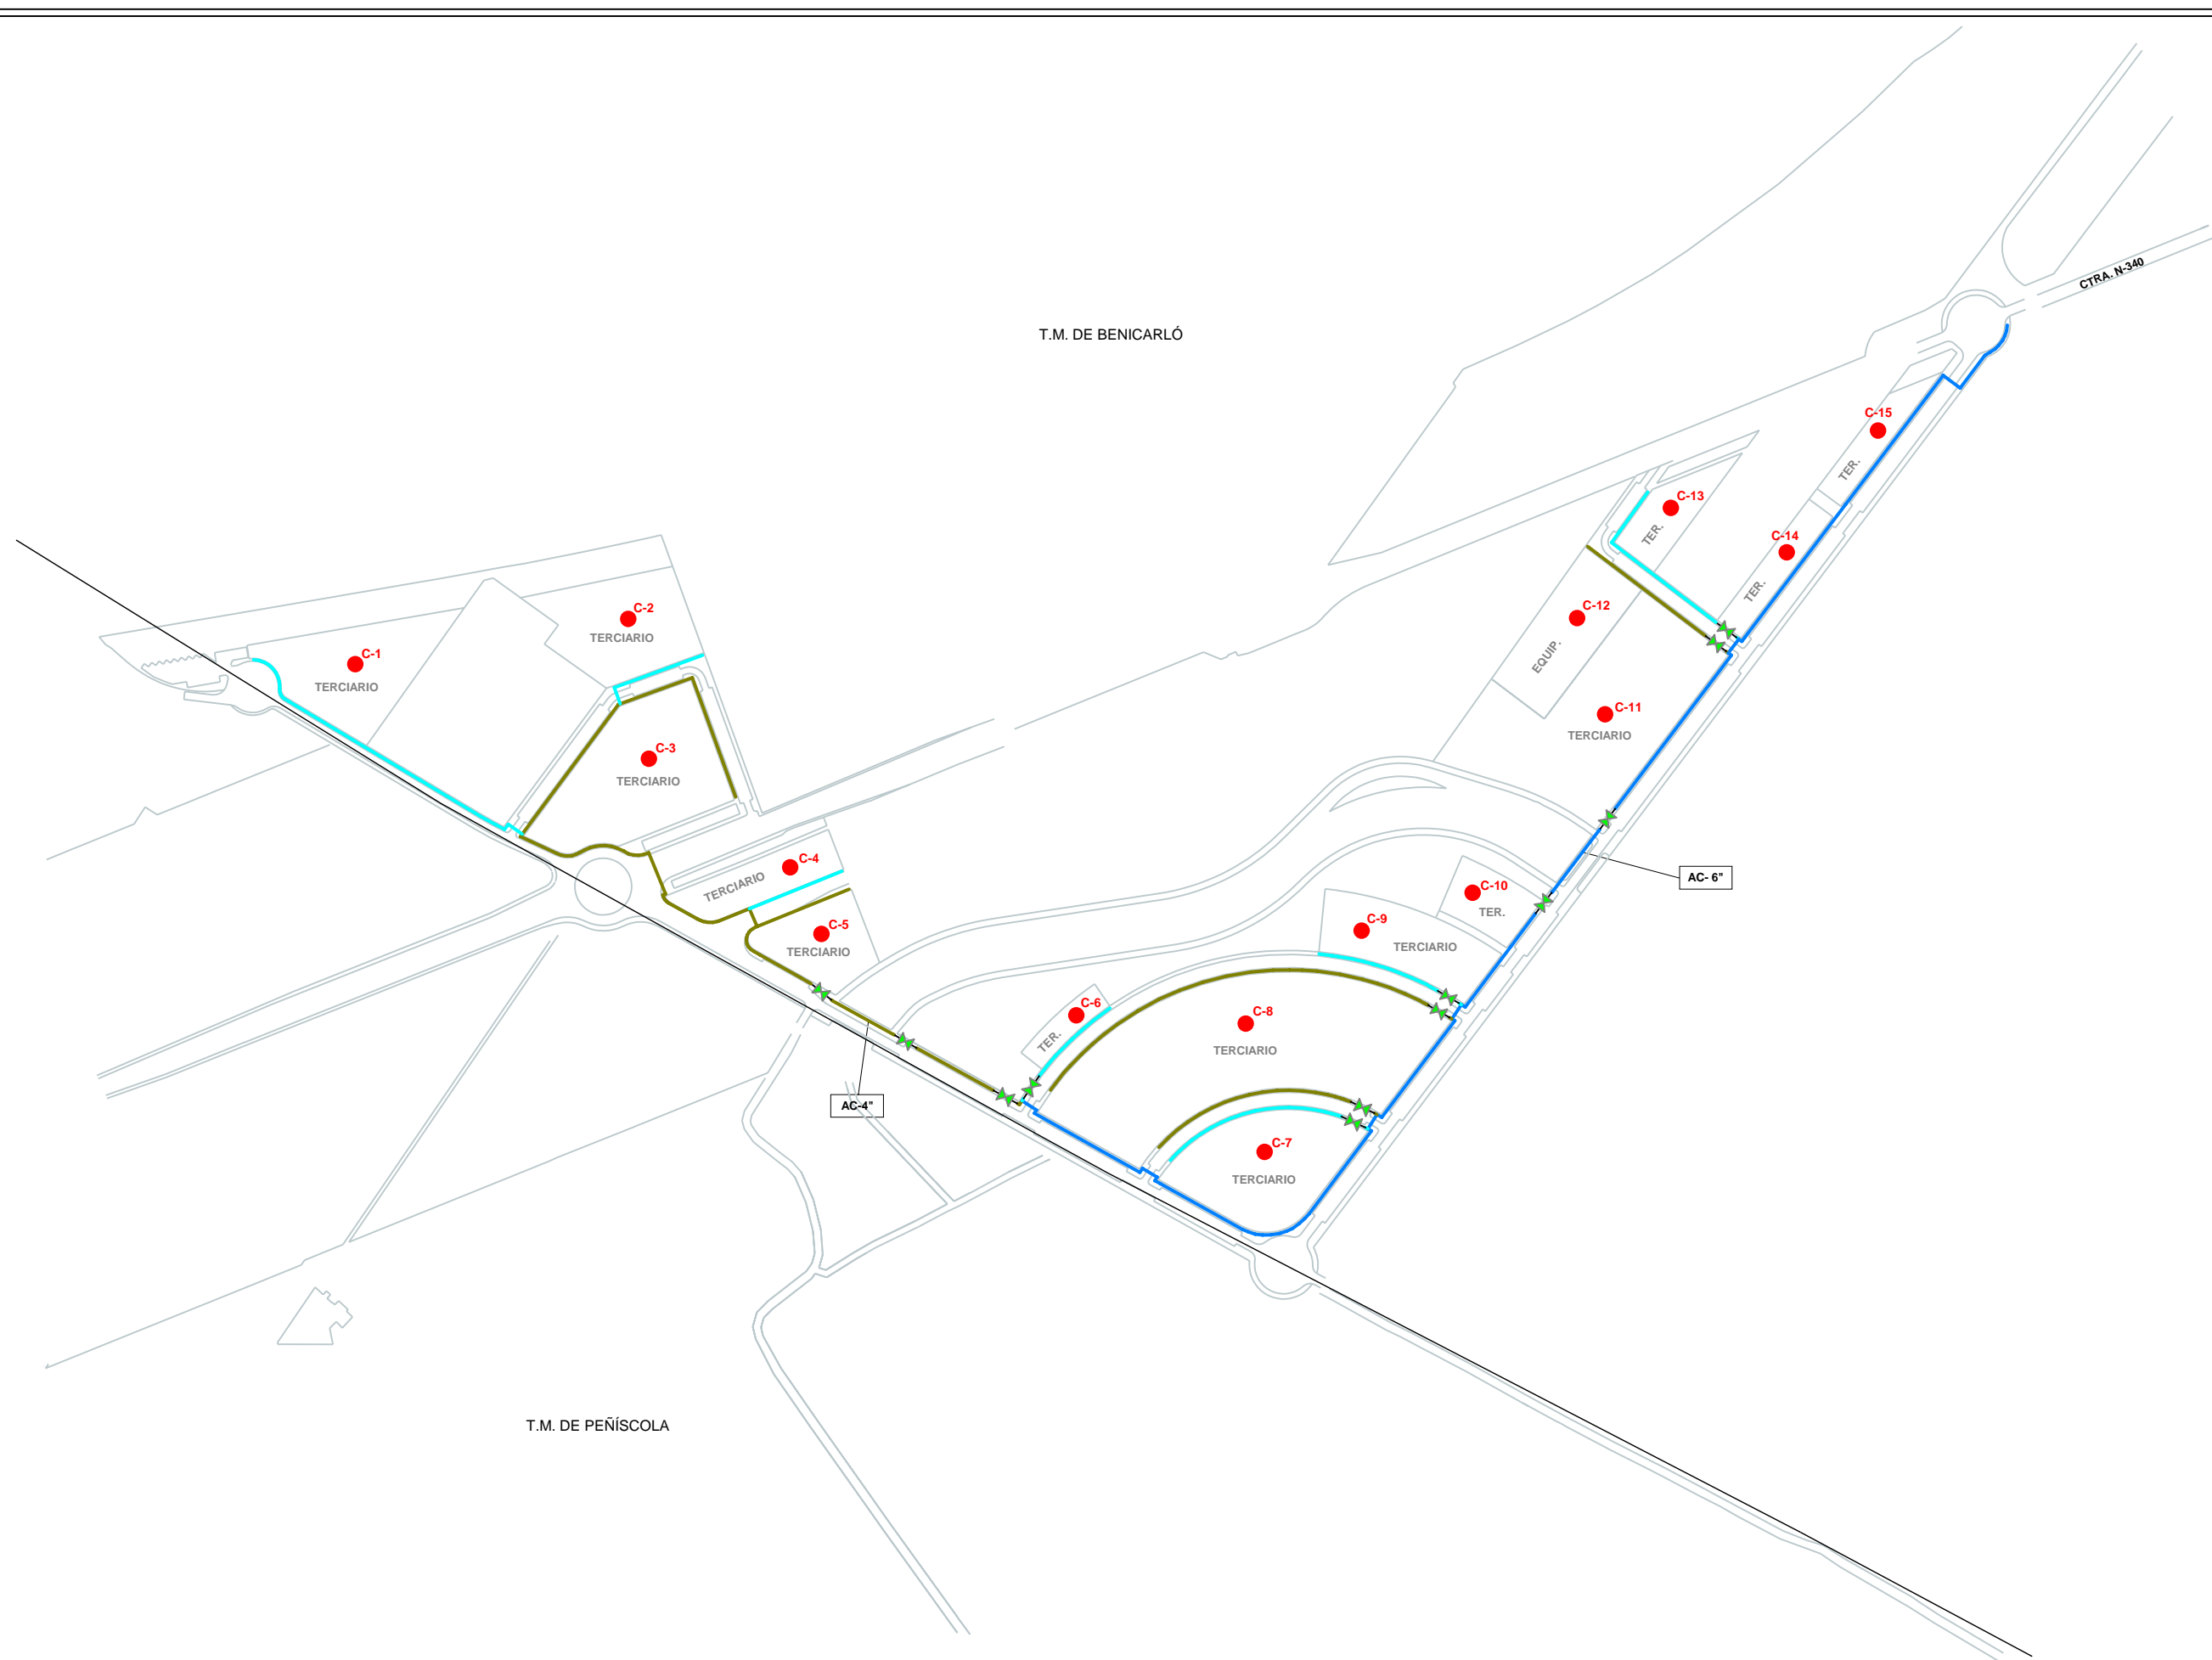 CTRA. N-340
T.M. DE BENICARLÓ
C-15
TER.
C-13
TER.
C-14
TER.
C-12
EQUIP.
C-2
TERCIARIO
C-1
TERCIARIO
C-11
TERCIARIO
C-3
TERCIARIO
C-4
TERCIARIO
AC- 6"
C-10
TER.
C-9
TERCIARIO
C-5
TERCIARIO
C-6
TER.
C-8
TERCIARIO
AC-4"
C-7
TERCIARIO
T.M. DE PEÑÍSCOLA